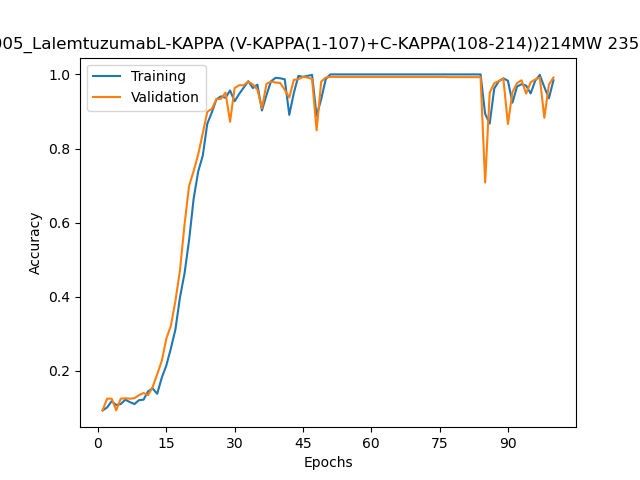 005_LalemtuzumabL-KAPPA (V-KAPPA(1-107)+C-KAPPA(108-214))214MW 235
Training
Validation
1.0
0.8
0.6
0.4
0.2
Accuracy
0 15 30 45 60 75 90
Epochs